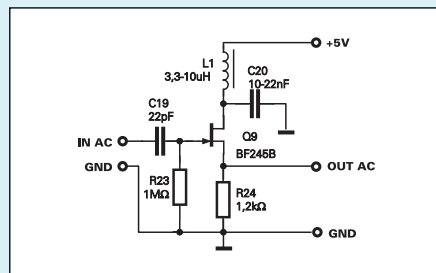 +5V
L1
3,3-10uH
C20
10-22nF
C19
22pF
Q9
IN AC
BF245B
GND
OUT AC
R23
1MΩ
R24
1,2kΩ
GND